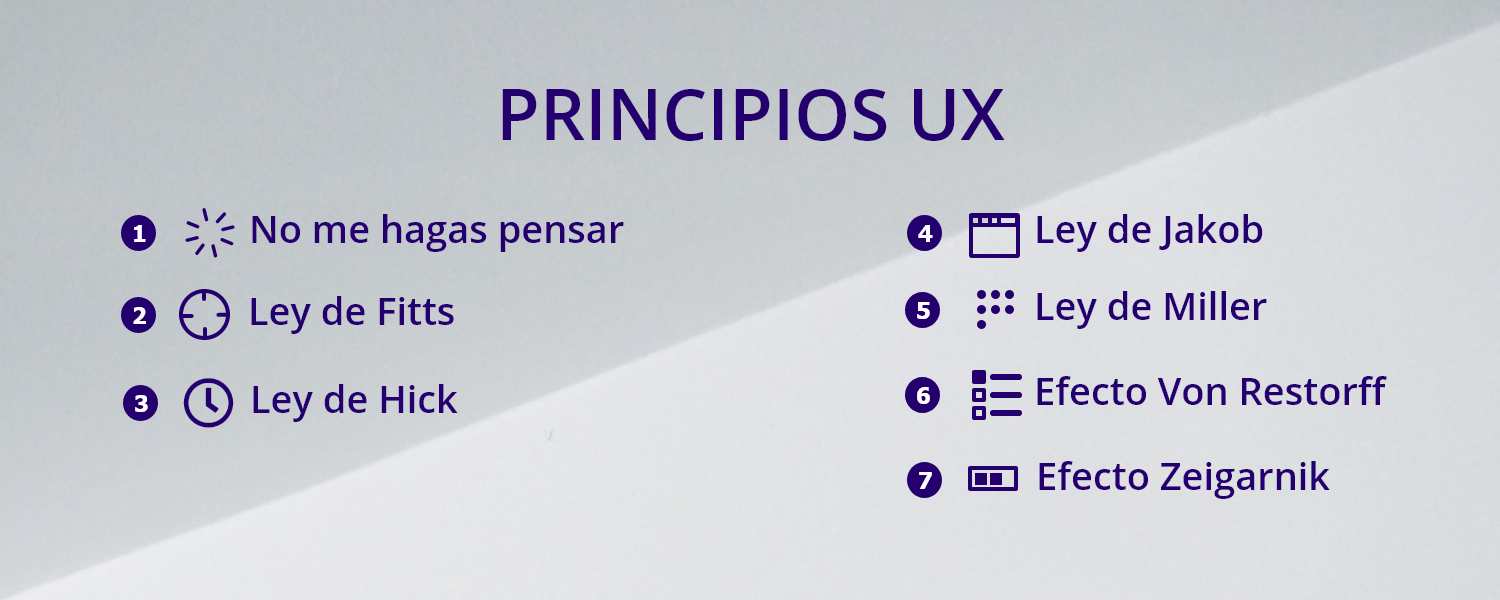 PRINCIPIOS UX
1 No me hagas pensar
2 Ley de Fitts
3 Ley de Hick
4 Ley de Jakob
5 Ley de Miller
6 Efecto Von Restorff
7 Efecto Zeigarnik